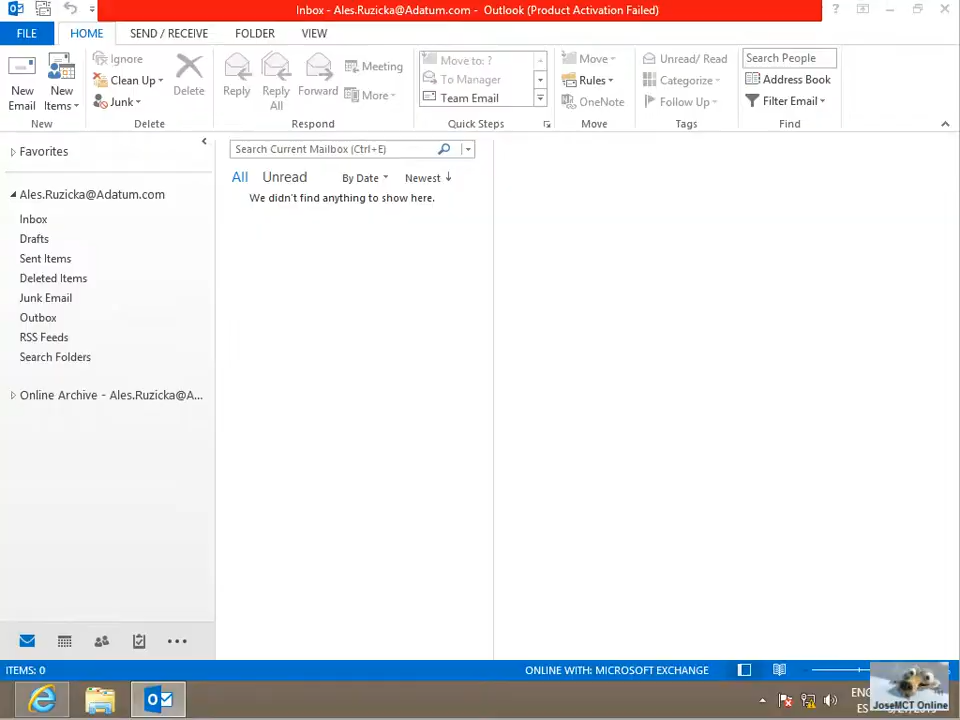 Inbox - Ales.Ruzicka@Adatum.com - Outlook (Product Activation Failed)
FILE HOME SEND / RECEIVE FOLDER VIEW
New Email
New Items
Ignore
Clean Up
Junk
Delete
Reply
Reply All
Forward
Meeting
More
Move to: ?
To Manager
Team Email
Move
Rules
OneNote
Unread/ Read
Categorize
Follow Up
Search People
Address Book
Filter Email
New Delete Respond Quick Steps Move Tags Find
Favorites
Ales.Ruzicka@Adatum.com
Inbox
Drafts
Sent Items
Deleted Items
Junk Email
Outbox
RSS Feeds
Search Folders
Online Archive - Ales.Ruzicka@A...
Search Current Mailbox (Ctrl+E)
All Unread By Date Newest
We didn't find anything to show here.
ITEMS: 0
ONLINE WITH: MICROSOFT EXCHANGE
ENG
ES
JoseMCT Online